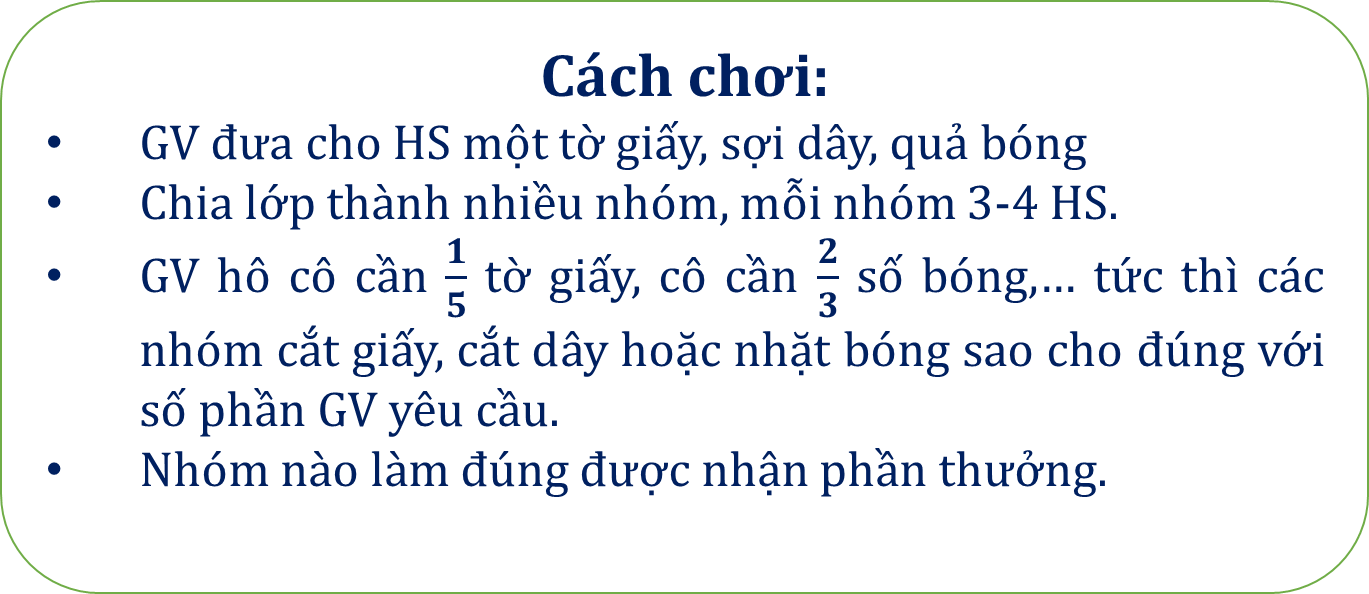 Cách chơi:
• GV đưa cho HS một tờ giấy, sợi dây, quả bóng
• Chia lớp thành nhiều nhóm, mỗi nhóm 3-4 HS.
• GV hô cô cần 1/5 tờ giấy, cô cần 2/3 số bóng,... tức thì các
nhóm cắt giấy, cắt dây hoặc nhặt bóng sao cho đúng với
số phần GV yêu cầu.
• Nhóm nào làm đúng được nhận phần thưởng.